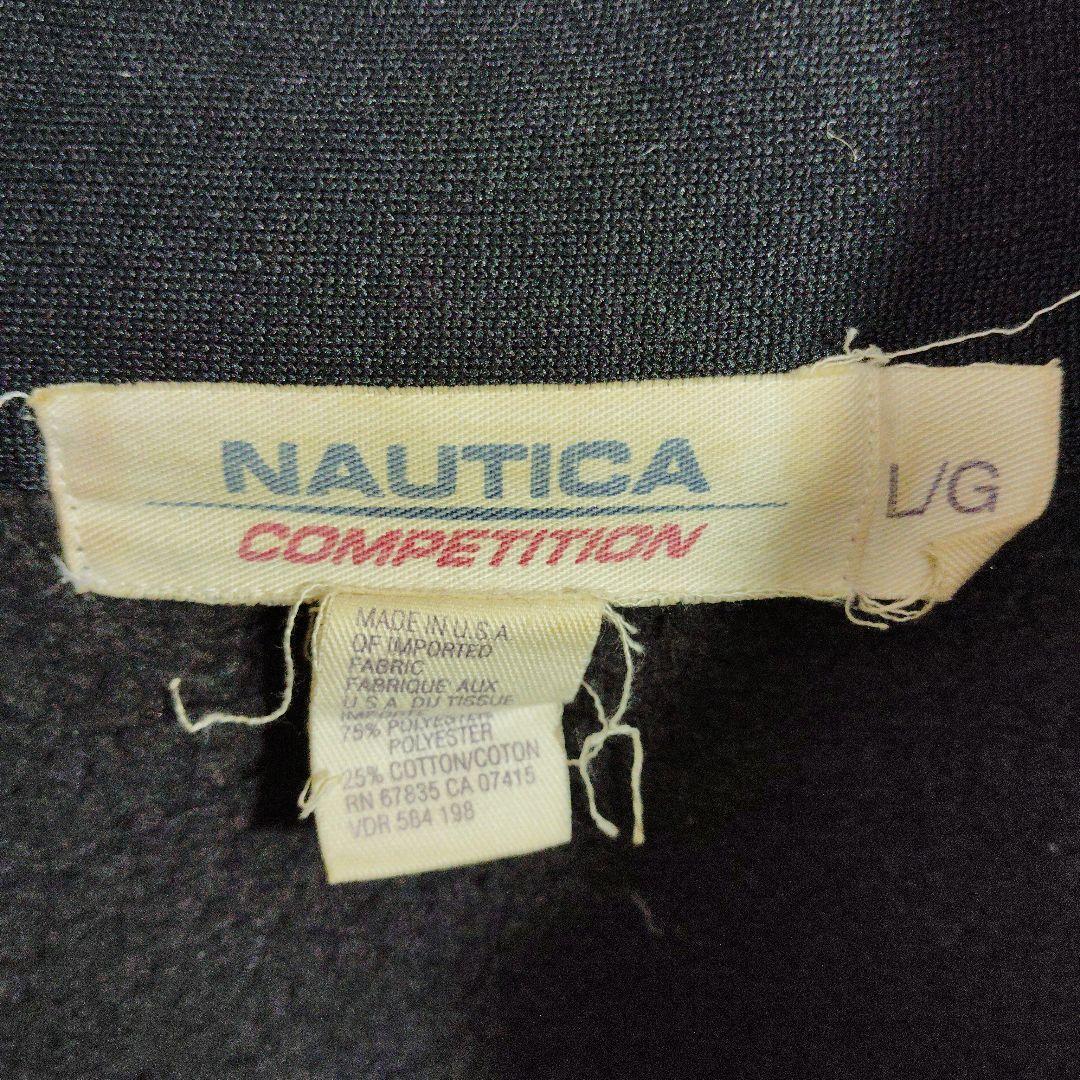 NAUTICA
COMPETITION
L/G
MADE IN U.S.A
OF IMPORTED
FABRIC
FABRIQUE AUX
U.S.A. DU TISSUE
75% POLYESTER
POLYESTER
25% COTTON/COTON
RN 67835 CA 07415
VDR 564 198